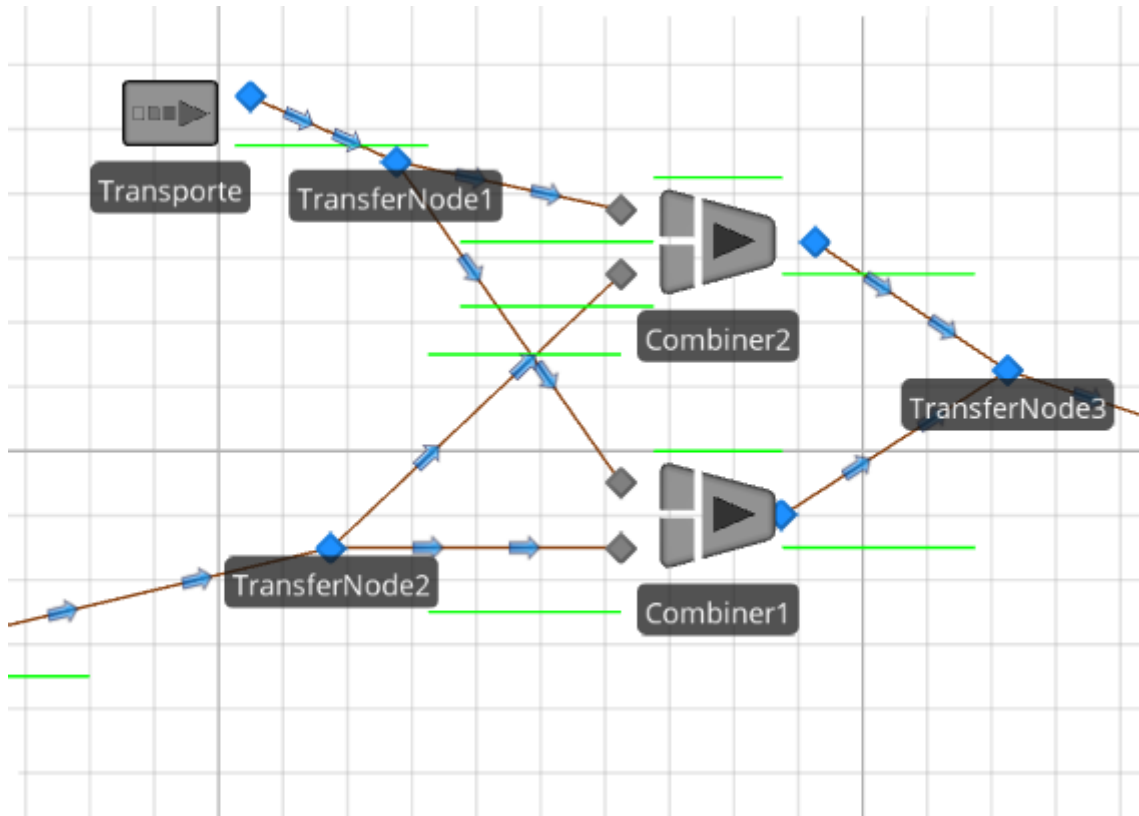 Transporte
TransferNode1
Combiner2
TransferNode3
TransferNode2
Combiner1